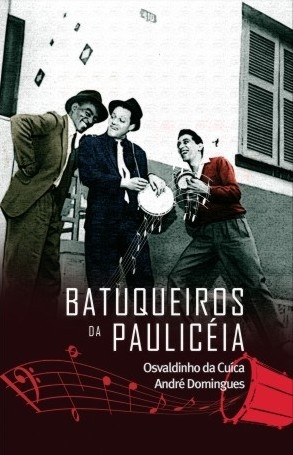 BATUQUEIROS
DA PAULICÉIA
Osvaldinho da Cuíca
André Domingues